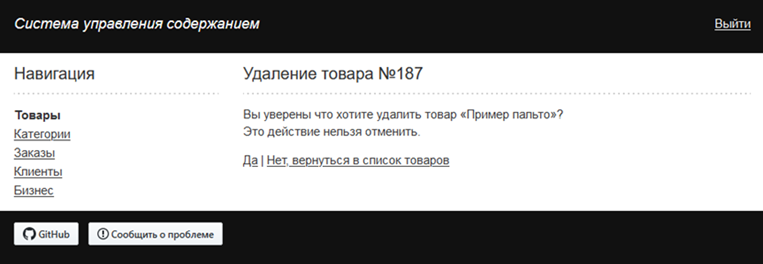 Система управления содержанием
Выйти
Навигация
Товары
Категории
Заказы
Клиенты
Бизнес
Удаление товара №187
Вы уверены что хотите удалить товар «Пример пальто»?
Это действие нельзя отменить.
Да | Нет, вернуться в список товаров
GitHub
Сообщить о проблеме